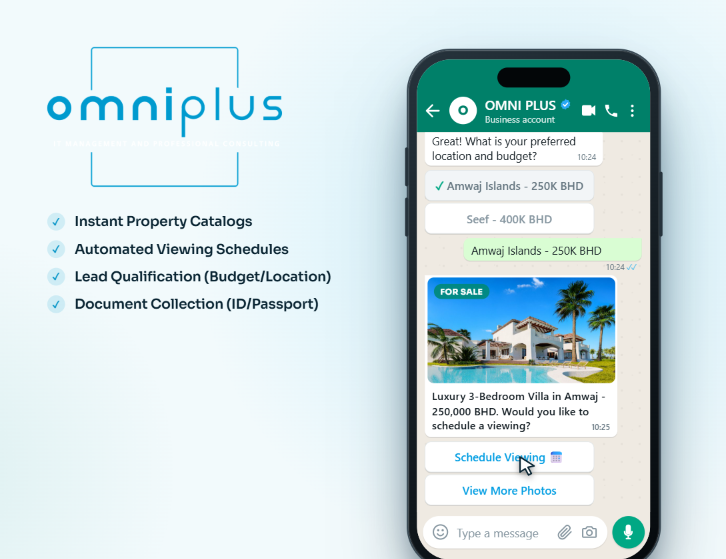 omniplus
Instant Property Catalogs
Automated Viewing Schedules
Lead Qualification (Budget/Location)
Document Collection (ID/Passport)
OMNI PLUS
Business account
Great! What is your preferred
location and budget?
10:24
Amwaj Islands - 250K BHD
Seef - 400K BHD
Amwaj Islands - 250K BHD
10:24
FOR SALE
Luxury 3-Bedroom Villa in Amwaj -
250,000 BHD. Would you like to
schedule a viewing?
10:25
Schedule Viewing
View More Photos
Type a message